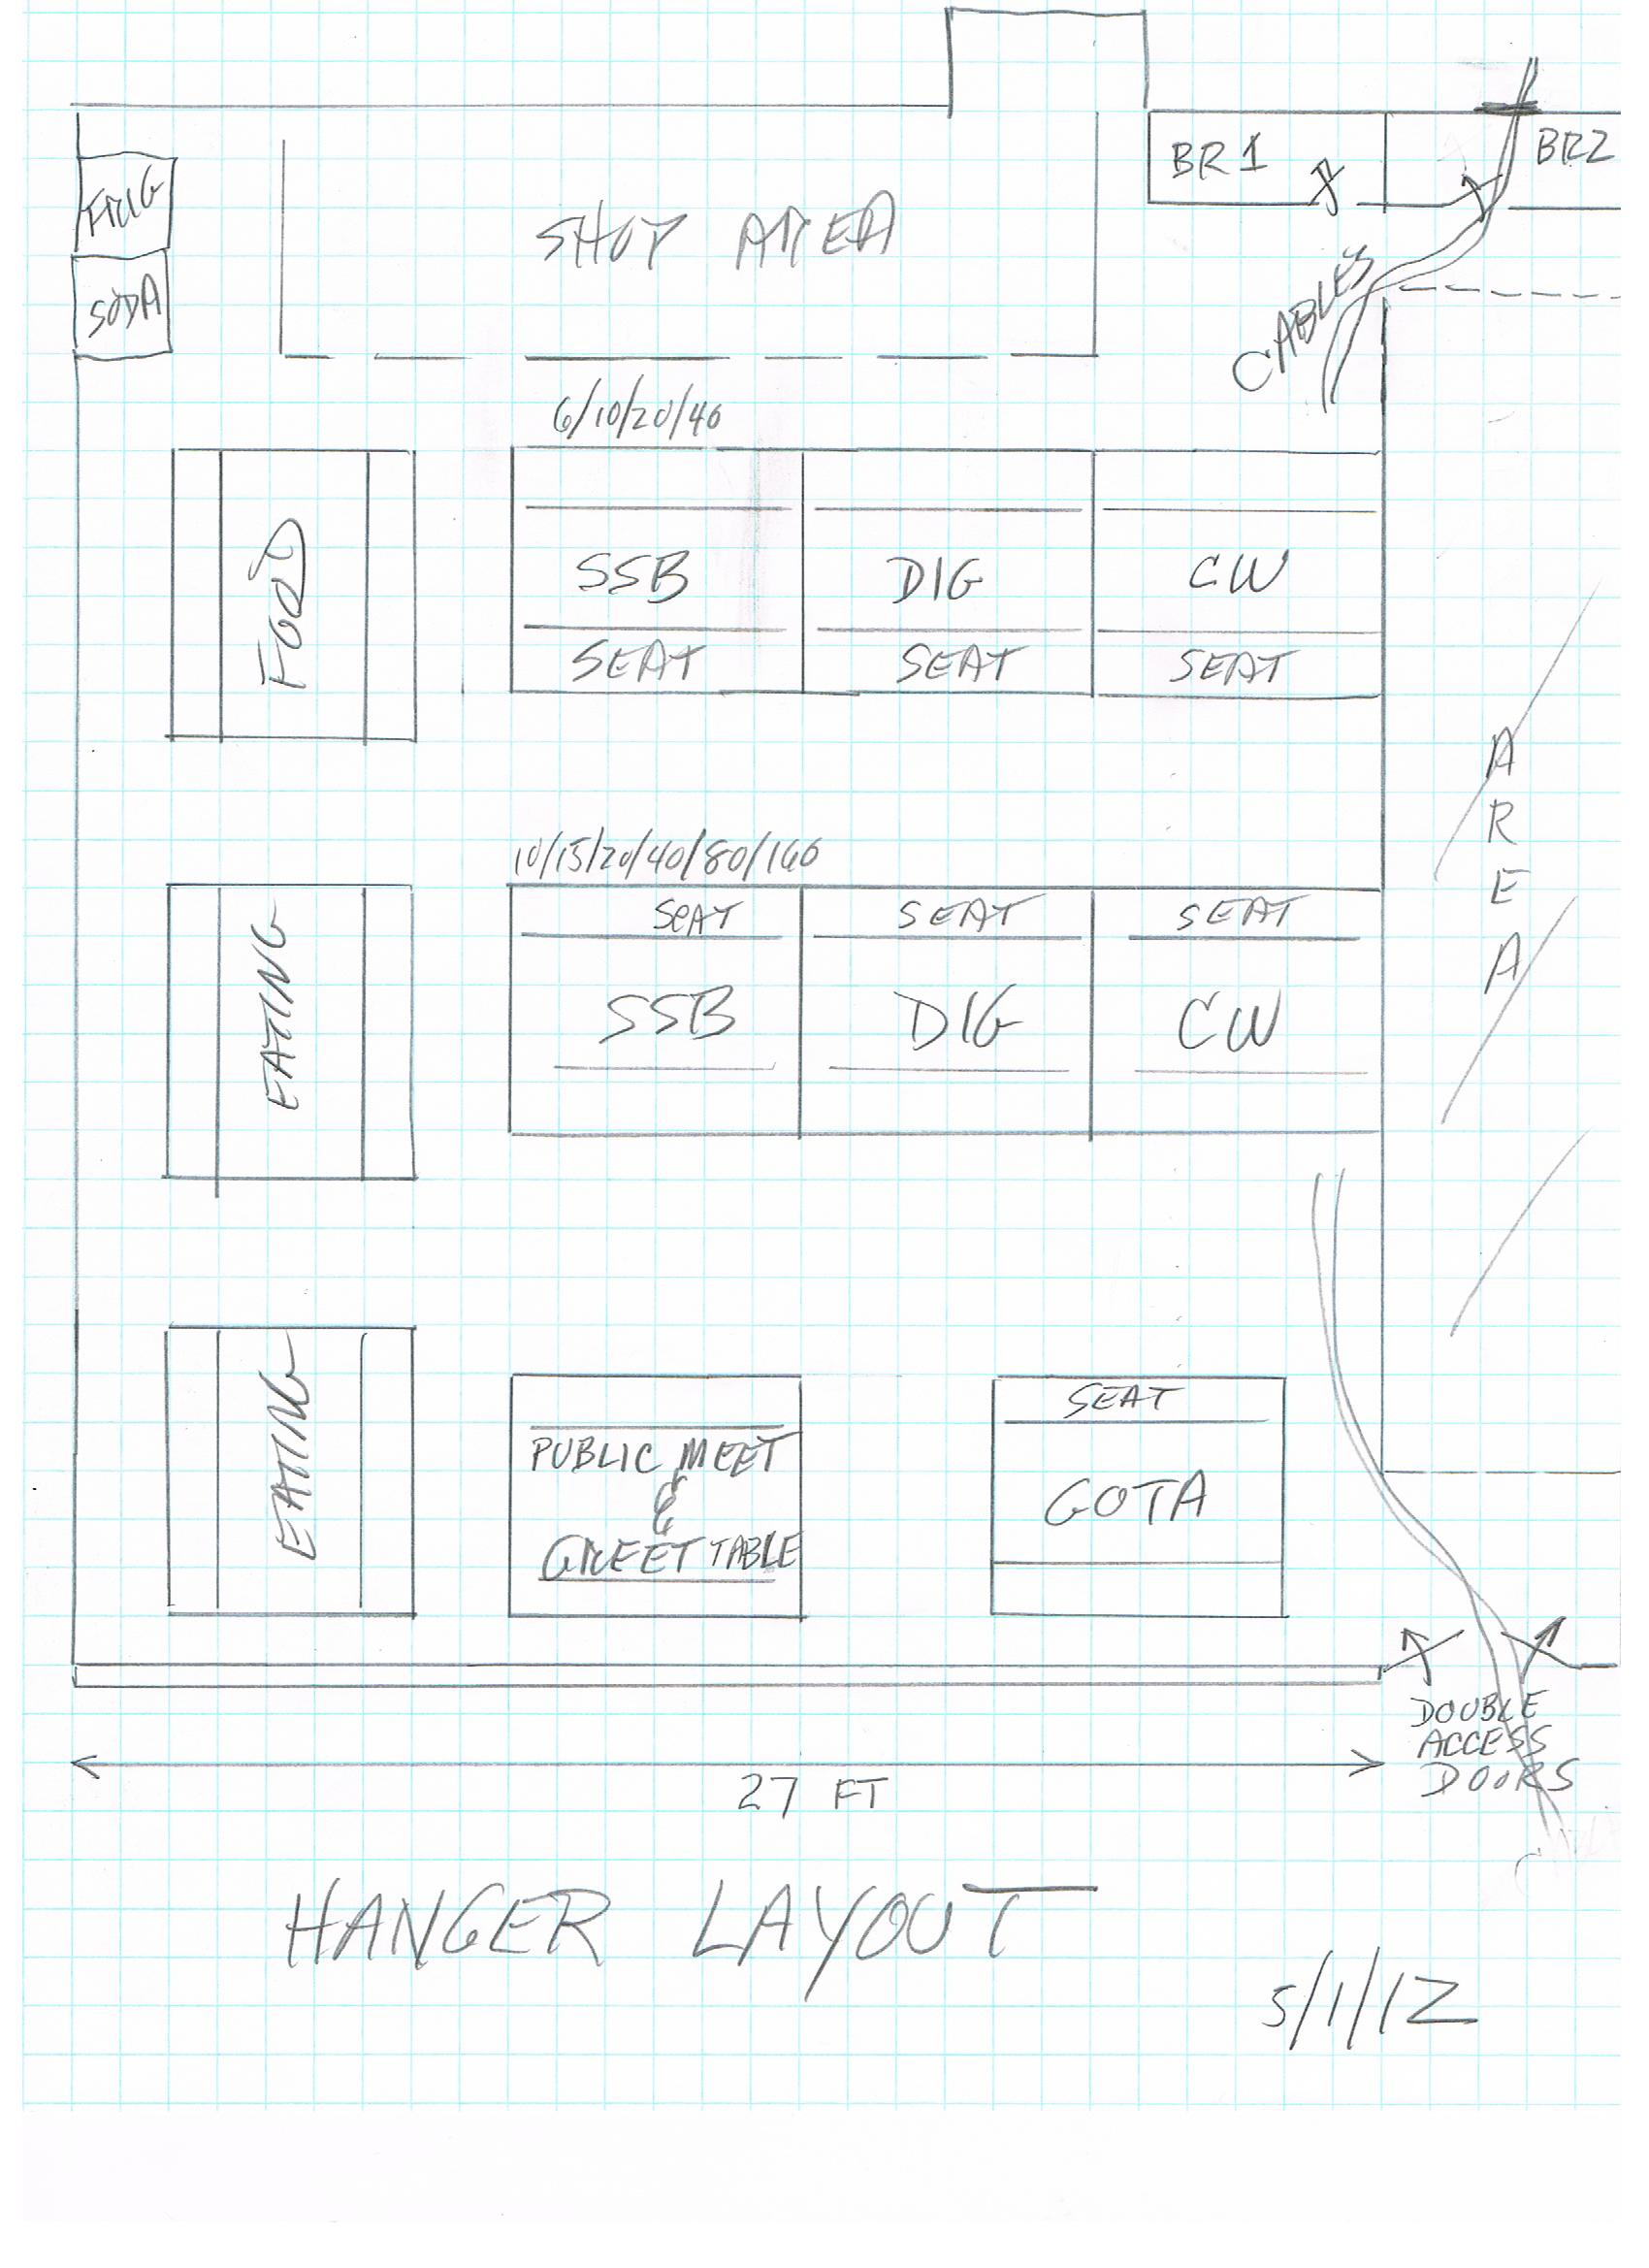 BR1
BR2
FRIG
SHOP AREA
SODA
CABLES
6/10/20/40
FOOD
SSB
DIG
CW
SEAT
SEAT
SEAT
AREA
10/15/20/40/80/160
EATING
SEAT
SEAT
SEAT
SSB
DIG
CW
EATING
PUBLIC MEET
&
GREET TABLE
SEAT
GOTA
DOUBLE
ACCESS
DOORS
27 FT
HANGER LAYOUT
5/1/12